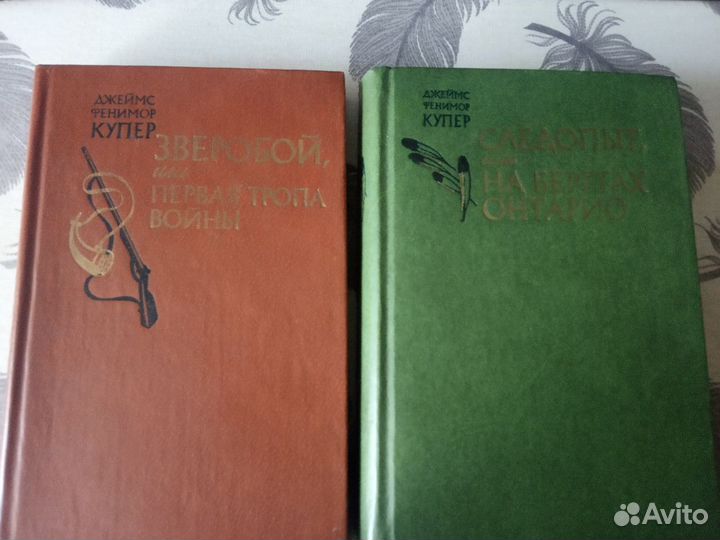 ДЖЕЙМС
ФЕНИМОР
КУПЕР
ЗВЕРОБОЙ,
или
ПЕРВАЯ ТРОПА
ВОЙНЫ
ДЖЕЙМС
ФЕНИМОР
КУПЕР
СЛЕДОПЫТ,
или
НА БЕРЕГАХ
ОНТАРИО
Avito